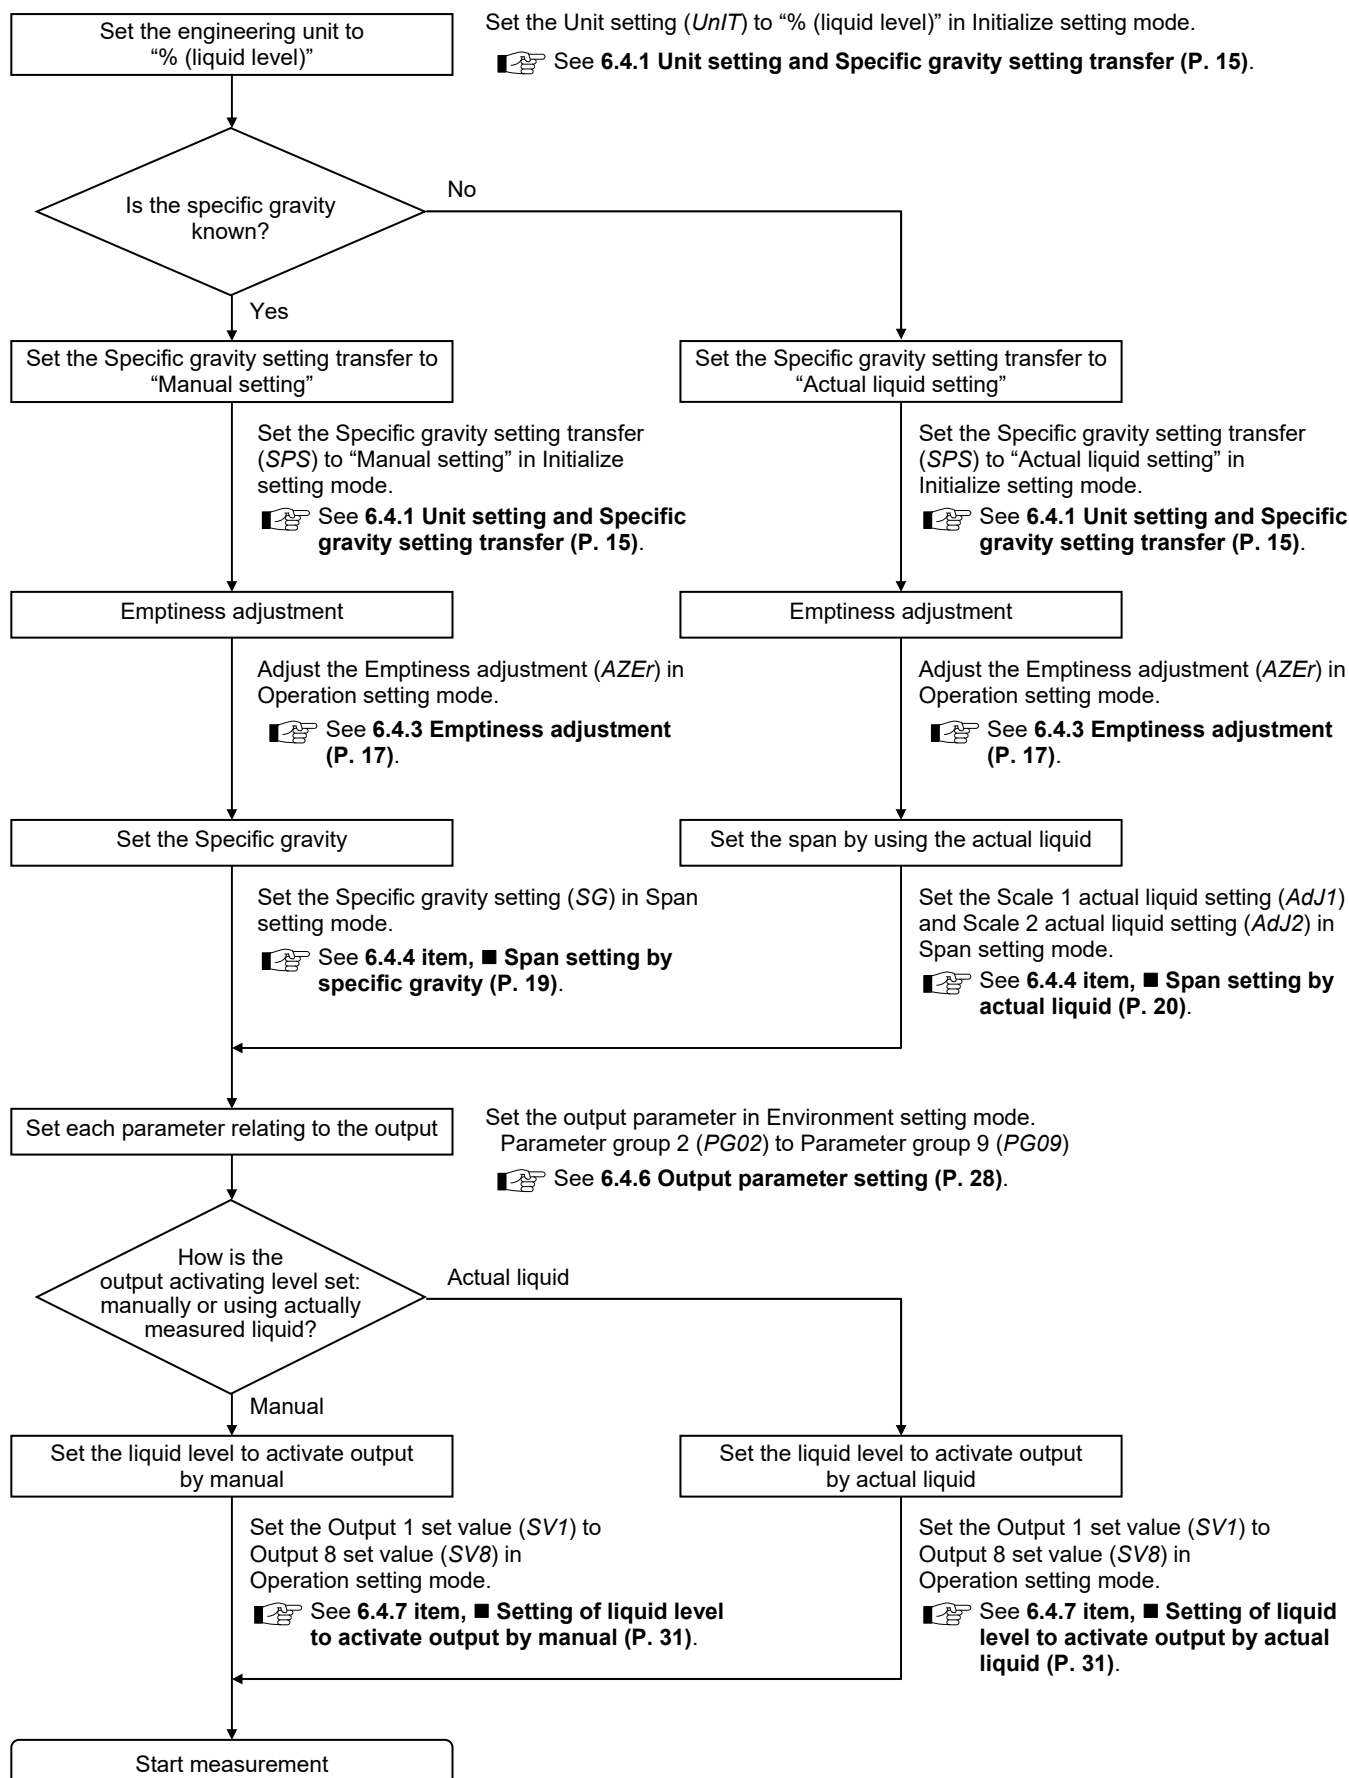 Set the engineering unit to
“% (liquid level)”
Set the Unit setting (UnIT) to “% (liquid level)” in Initialize setting mode.
See 6.4.1 Unit setting and Specific gravity setting transfer (P. 15).
Is the specific gravity
known?
No
Yes
Set the Specific gravity setting transfer to
“Manual setting”
Set the Specific gravity setting transfer
(SPS) to “Manual setting” in Initialize
setting mode.
See 6.4.1 Unit setting and Specific
gravity setting transfer (P. 15).
Set the Specific gravity setting transfer to
“Actual liquid setting”
Set the Specific gravity setting transfer
(SPS) to “Actual liquid setting” in
Initialize setting mode.
See 6.4.1 Unit setting and Specific
gravity setting transfer (P. 15).
Emptiness adjustment
Adjust the Emptiness adjustment (AZEr) in
Operation setting mode.
See 6.4.3 Emptiness adjustment
(P. 17).
Emptiness adjustment
Adjust the Emptiness adjustment (AZEr) in
Operation setting mode.
See 6.4.3 Emptiness adjustment
(P. 17).
Set the Specific gravity
Set the Specific gravity setting (SG) in Span
setting mode.
See 6.4.4 item, ■ Span setting by
specific gravity (P. 19).
Set the span by using the actual liquid
Set the Scale 1 actual liquid setting (AdJ1)
and Scale 2 actual liquid setting (AdJ2) in
Span setting mode.
See 6.4.4 item, ■ Span setting by
actual liquid (P. 20).
Set each parameter relating to the output
Set the output parameter in Environment setting mode.
Parameter group 2 (PG02) to Parameter group 9 (PG09)
See 6.4.6 Output parameter setting (P. 28).
How is the
output activating level set:
manually or using actually
measured liquid?
Actual liquid
Manual
Set the liquid level to activate output
by manual
Set the Output 1 set value (SV1) to
Output 8 set value (SV8) in
Operation setting mode.
See 6.4.7 item, ■ Setting of liquid level
to activate output by manual (P. 31).
Set the liquid level to activate output
by actual liquid
Set the Output 1 set value (SV1) to
Output 8 set value (SV8) in
Operation setting mode.
See 6.4.7 item, ■ Setting of liquid
level to activate output by actual
liquid (P. 31).
Start measurement